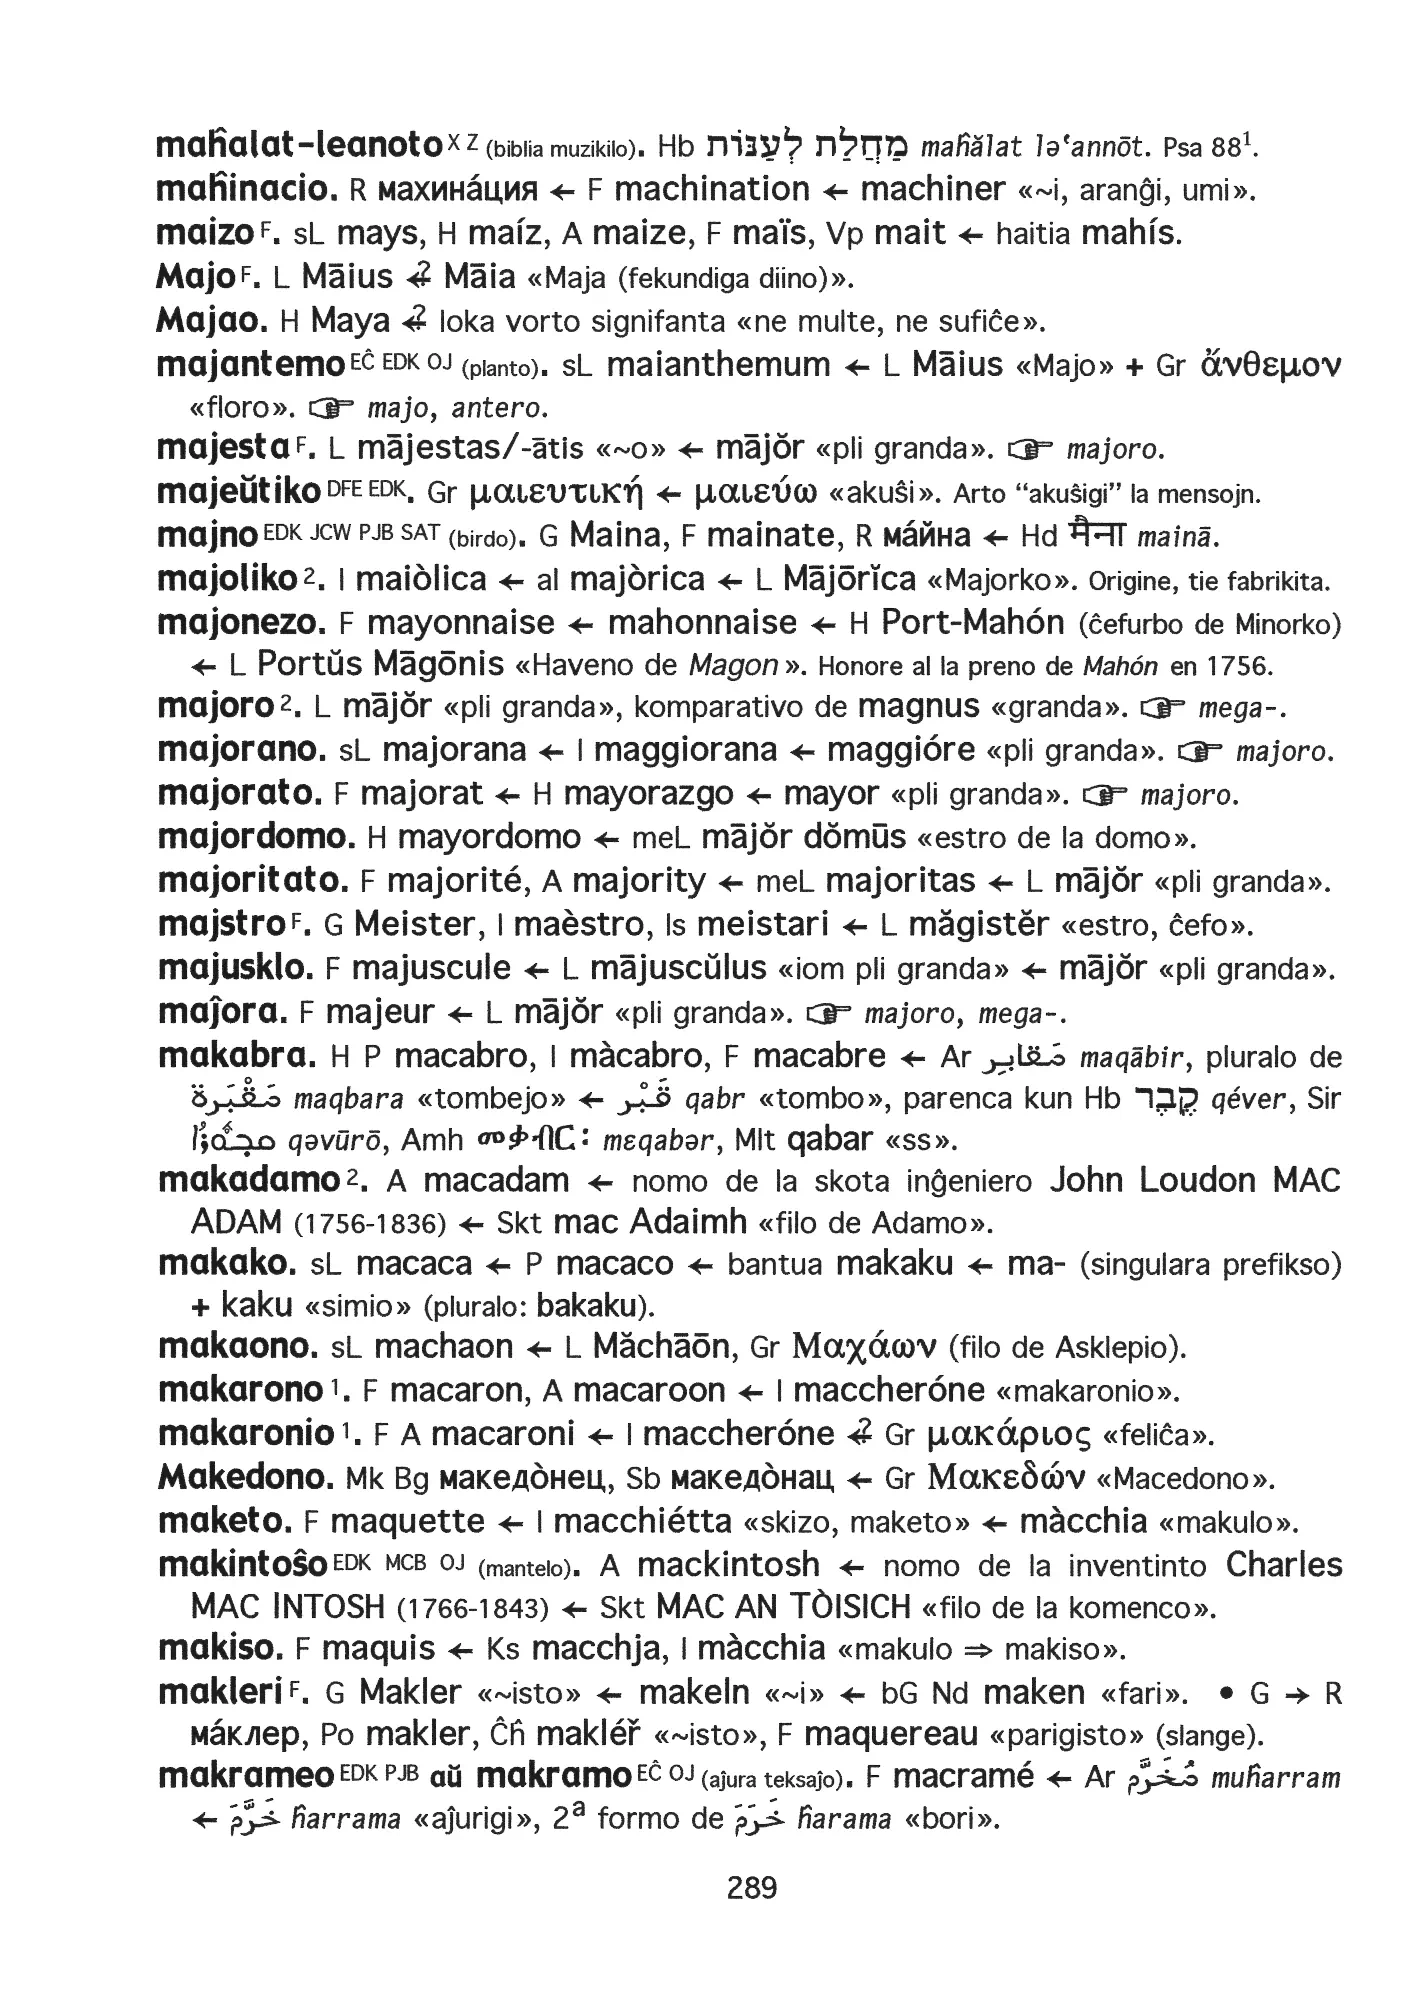 maĥalat-leanoto X Z (biblia muzikilo). Hb מַחֲלַת לְעַנּוֹת maĥălat ləʻannōt. Psa 88¹.
maĥinacio. R махинáция ← F machination ← machiner «~i, aranĝi, umi».
maizo F. sL mays, H maíz, A maize, F maïs, Vp mait ← haitia mahís.
Majo F. L Māius ⪻? Māia «Maja (fekundiga diino)».
Majao. H Maya ⪻? loka vorto signifanta «ne multe, ne sufiĉe».
majantemo EĈ EDK OJ (planto). sL maianthemum ← L Māius «Majo» + Gr ἄνθεμον
«floro». ☞ majo, antero.
majesta F. L mājestas/-ātis «~o» ← mājŏr «pli granda». ☞ majoro.
majeŭtiko DFE EDK. Gr μαιευτική ← μαιεύω «akuŝi». Arto “akuŝigi” la mensojn.
majno EDK JCW PJB SAT (birdo). G Maina, F mainate, R мáйна ← Hd मैना mainā.
majoliko 2. I maiòlica ← al majòrica ← L Mājōrĭca «Majorko». Origine, tie fabrikita.
majonezo. F mayonnaise ← mahonnaise ← H Port-Mahón (ĉefurbo de Minorko)
← L Portŭs Māgōnis «Haveno de Magon». Honore al la preno de Mahón en 1756.
majoro 2. L mājŏr «pli granda», komparativo de magnus «granda». ☞ mega-.
majorano. sL majorana ← I maggiorana ← maggióre «pli granda». ☞ majoro.
majorato. F majorat ← H mayorazgo ← mayor «pli granda». ☞ majoro.
majordomo. H mayordomo ← meL mājŏr dŏmūs «estro de la domo».
majoritato. F majorité, A majority ← meL majoritas ← L mājŏr «pli granda».
majstro F. G Meister, I maèstro, Is meistari ← L măgistĕr «estro, ĉefo».
majusklo. F majuscule ← L mājuscŭlus «iom pli granda» ← mājŏr «pli granda».
maĵora. F majeur ← L mājŏr «pli granda». ☞ majoro, mega-.
makabra. H P macabro, I màcabro, F macabre ← Ar مَقَابِر maqābir, pluralo de
مَقْبَرة maqbara «tombejo» ← قَبْر qabr «tombo», parenca kun Hb קֶבֶר qéver, Sir
qəvūrō, Amh መቃብር፡ mɛqabər, Mlt qabar «ss».
makadamo 2. A macadam ← nomo de la skota inĝeniero John Loudon MAC
ADAM (1756-1836) ← Skt mac Adaimh «filo de Adamo».
makako. sL macaca ← P macaco ← bantua makaku ← ma- (singulara prefikso)
+ kaku «simio» (pluralo: bakaku).
makaono. sL machaon ← L Măchāōn, Gr Μαχάων (filo de Asklepio).
makarono 1. F macaron, A macaroon ← I maccheróne «makaronio».
makaronio 1. F A macaroni ← I maccheróne ⪻? Gr μακάριος «feliĉa».
Makedono. Mk Bg македòнец, Sb македòнац ← Gr Μακεδών «Macedono».
maketo. F maquette ← I macchiétta «skizo, maketo» ← màcchia «makulo».
makintoŝo EDK MCB OJ (mantelo). A mackintosh ← nomo de la inventinto Charles
MAC INTOSH (1766-1843) ← Skt MAC AN TÒISICH «filo de la komenco».
makiso. F maquis ← Ks macchja, I màcchia «makulo ⇒ makiso».
makleri F. G Makler «~isto» ← makeln «~i» ← bG Nd maken «fari». • G → R
мáклер, Po makler, Ĉĥ makléř «~isto», F maquereau «parigisto» (slange).
makrameo EDK PJB aŭ makramo EĈ OJ (aĵura teksaĵo). F macramé ← Ar مُخَرَّم muĥarram
← خَرَّمَ ĥarrama «aĵurigi», 2ª formo de خَرَمَ ĥarama «bori».
289